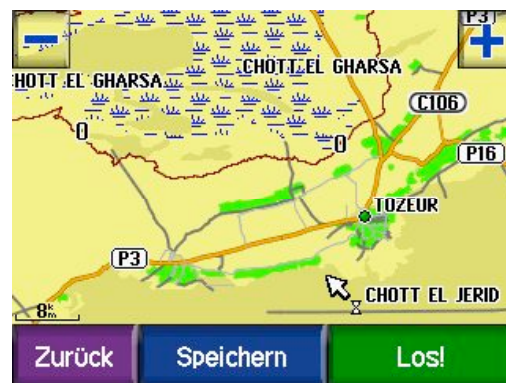 P3
CHOTT EL GHARSA
CHOTT EL GHARSA
C106
0
0
P16
TOZEUR
P3
CHOTT EL JERID
8km
Zurück
Speichern
Los!